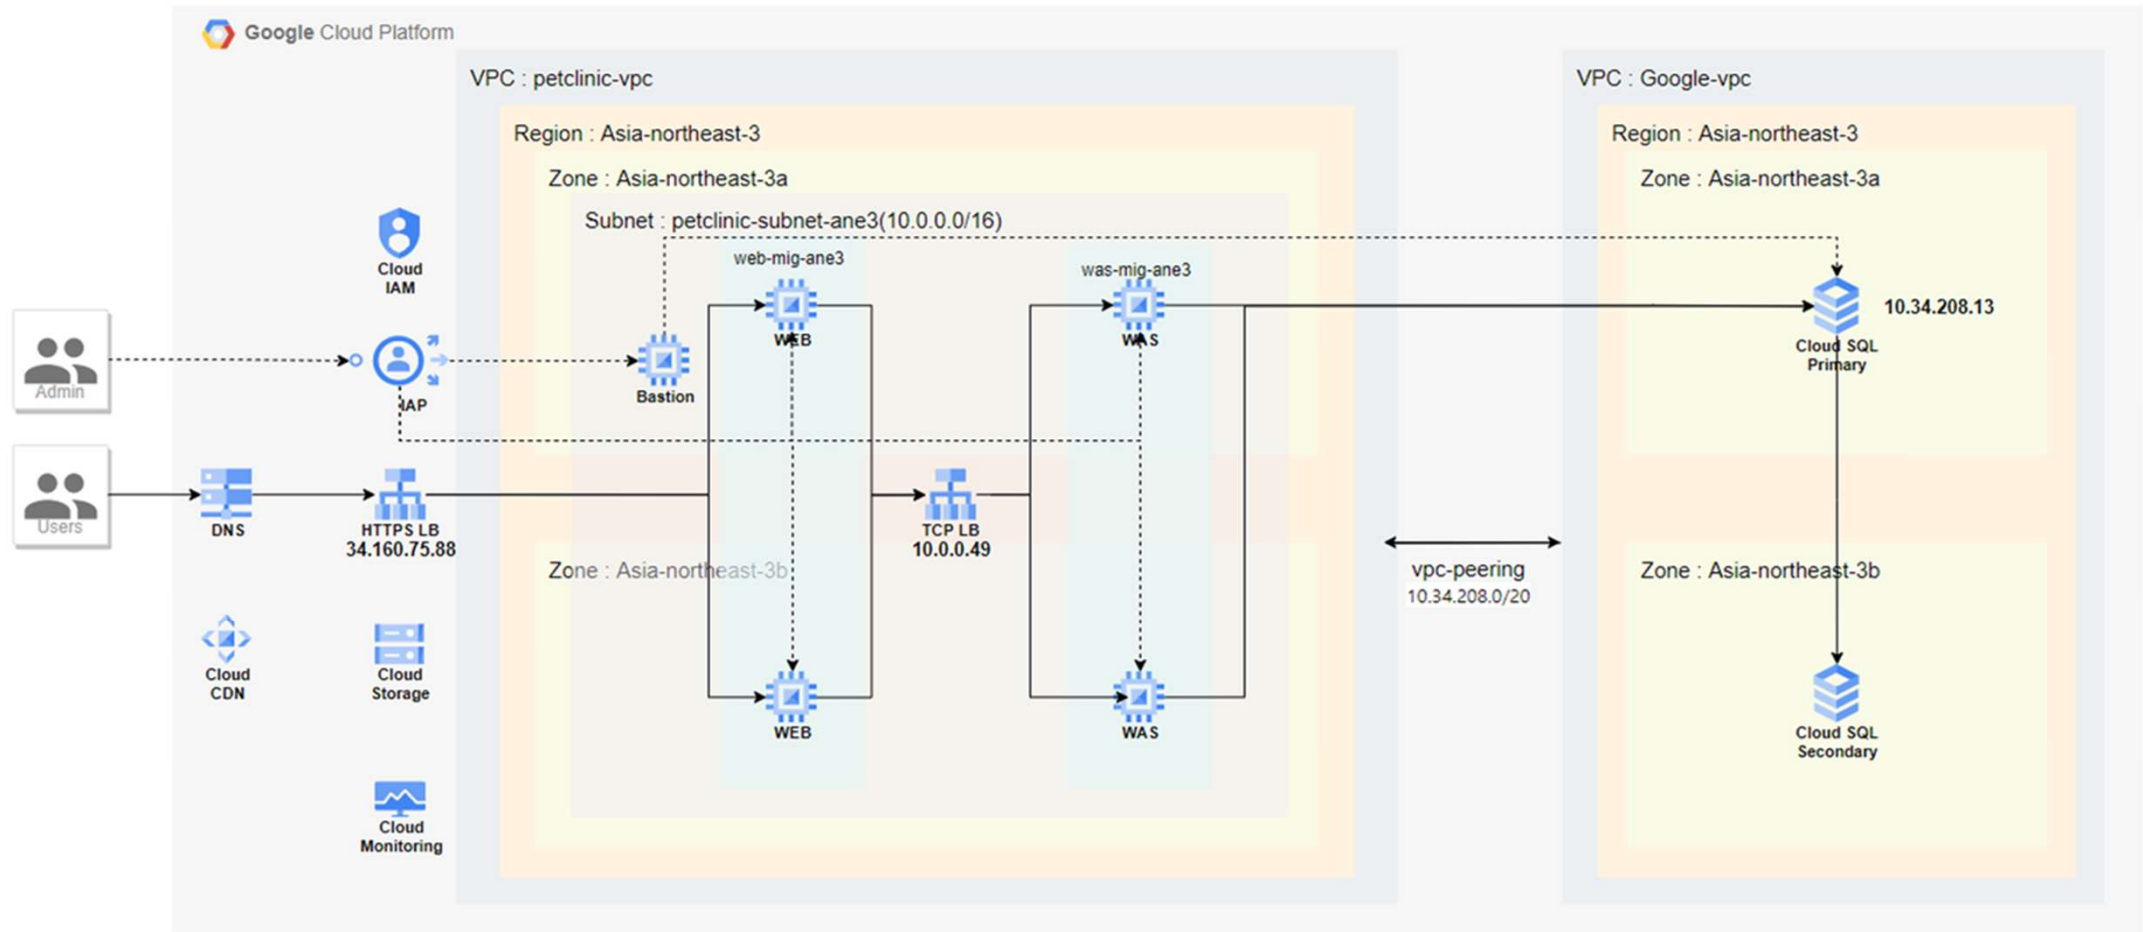 Google Cloud Platform
VPC : petclinic-vpc
VPC : Google-vpc
Region : Asia-northeast-3
Region : Asia-northeast-3
Zone : Asia-northeast-3a
Zone : Asia-northeast-3a
Subnet : petclinic-subnet-ane3(10.0.0.0/16)
web-mig-ane3
was-mig-ane3
Cloud
IAM
WEB
WAS
10.34.208.13
Cloud SQL
Primary
Admin
IAP
Bastion
Users
DNS
HTTPS LB
34.160.75.88
TCP LB
10.0.0.49
Zone : Asia-northeast-3b
vpc-peering
10.34.208.0/20
Zone : Asia-northeast-3b
Cloud
CDN
Cloud
Storage
WEB
WAS
Cloud SQL
Secondary
Cloud
Monitoring